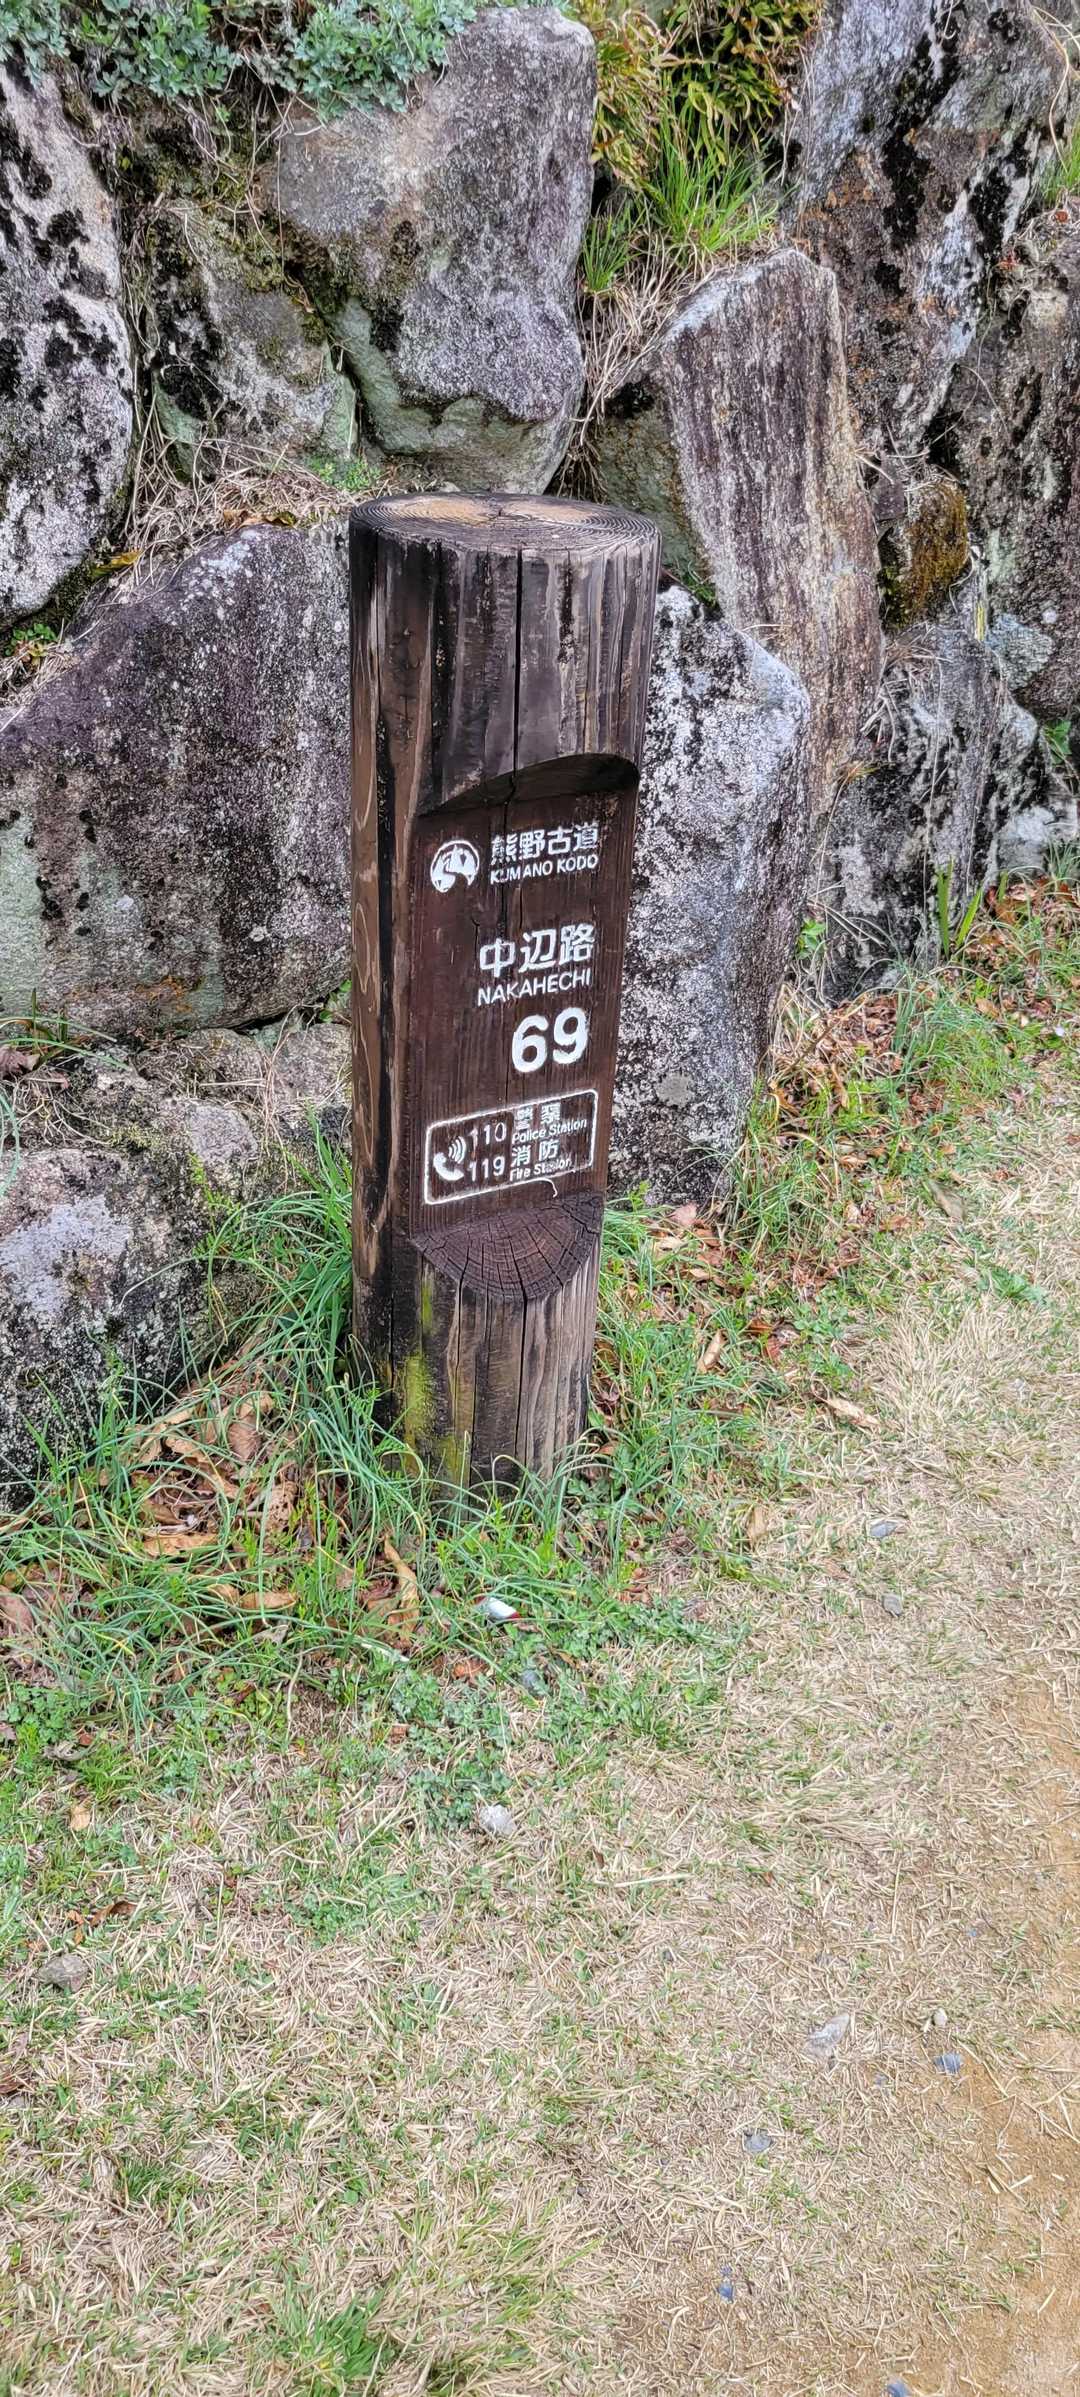 熊野古道
KUMANO KODO
中辺路
NAKAHECHI
69
110 警察
Police Station
119 消防
Fire Station